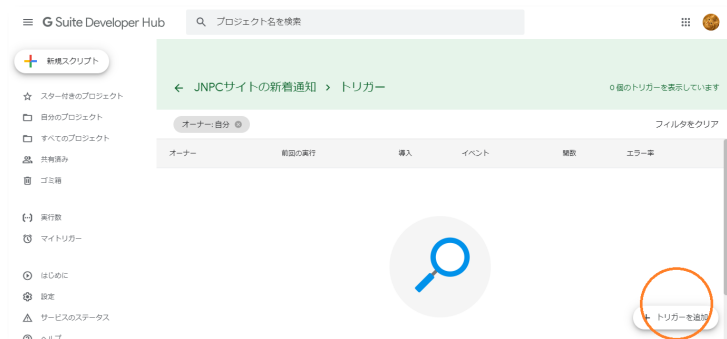 G Suite Developer Hub
プロジェクト名を検索
新規スクリプト
スター付きのプロジェクト
自分のプロジェクト
すべてのプロジェクト
共有済み
ゴミ箱
実行数
マイトリガー
はじめに
設定
サービスのステータス
ヘルプ
JNPCサイトの新着通知 › トリガー
0 個のトリガーを表示しています
オーナー: 自分
フィルタをクリア
オーナー 前回の実行 導入 イベント 関数 エラー率
+ トリガーを追加